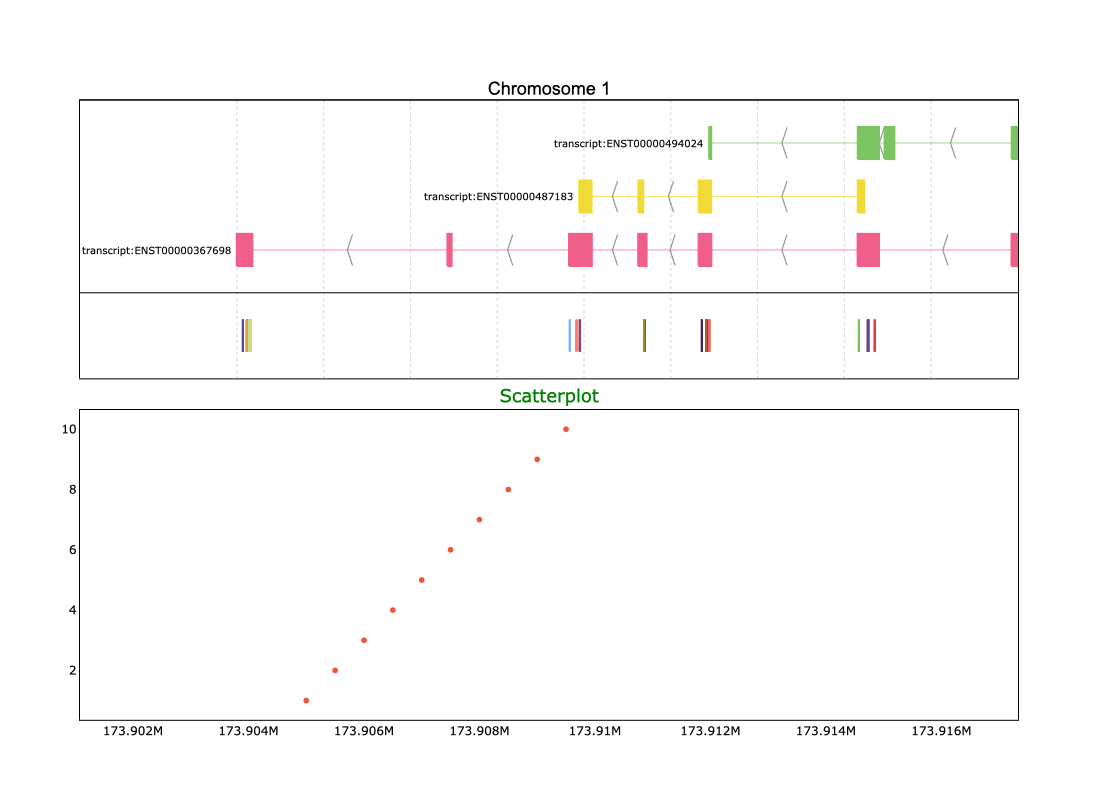 Chromosome 1
transcript:ENST00000494024
transcript:ENST00000487183
transcript:ENST00000367698
Scatterplot
10
8
6
4
2
173.902M 173.904M 173.906M 173.908M 173.91M 173.912M 173.914M 173.916M